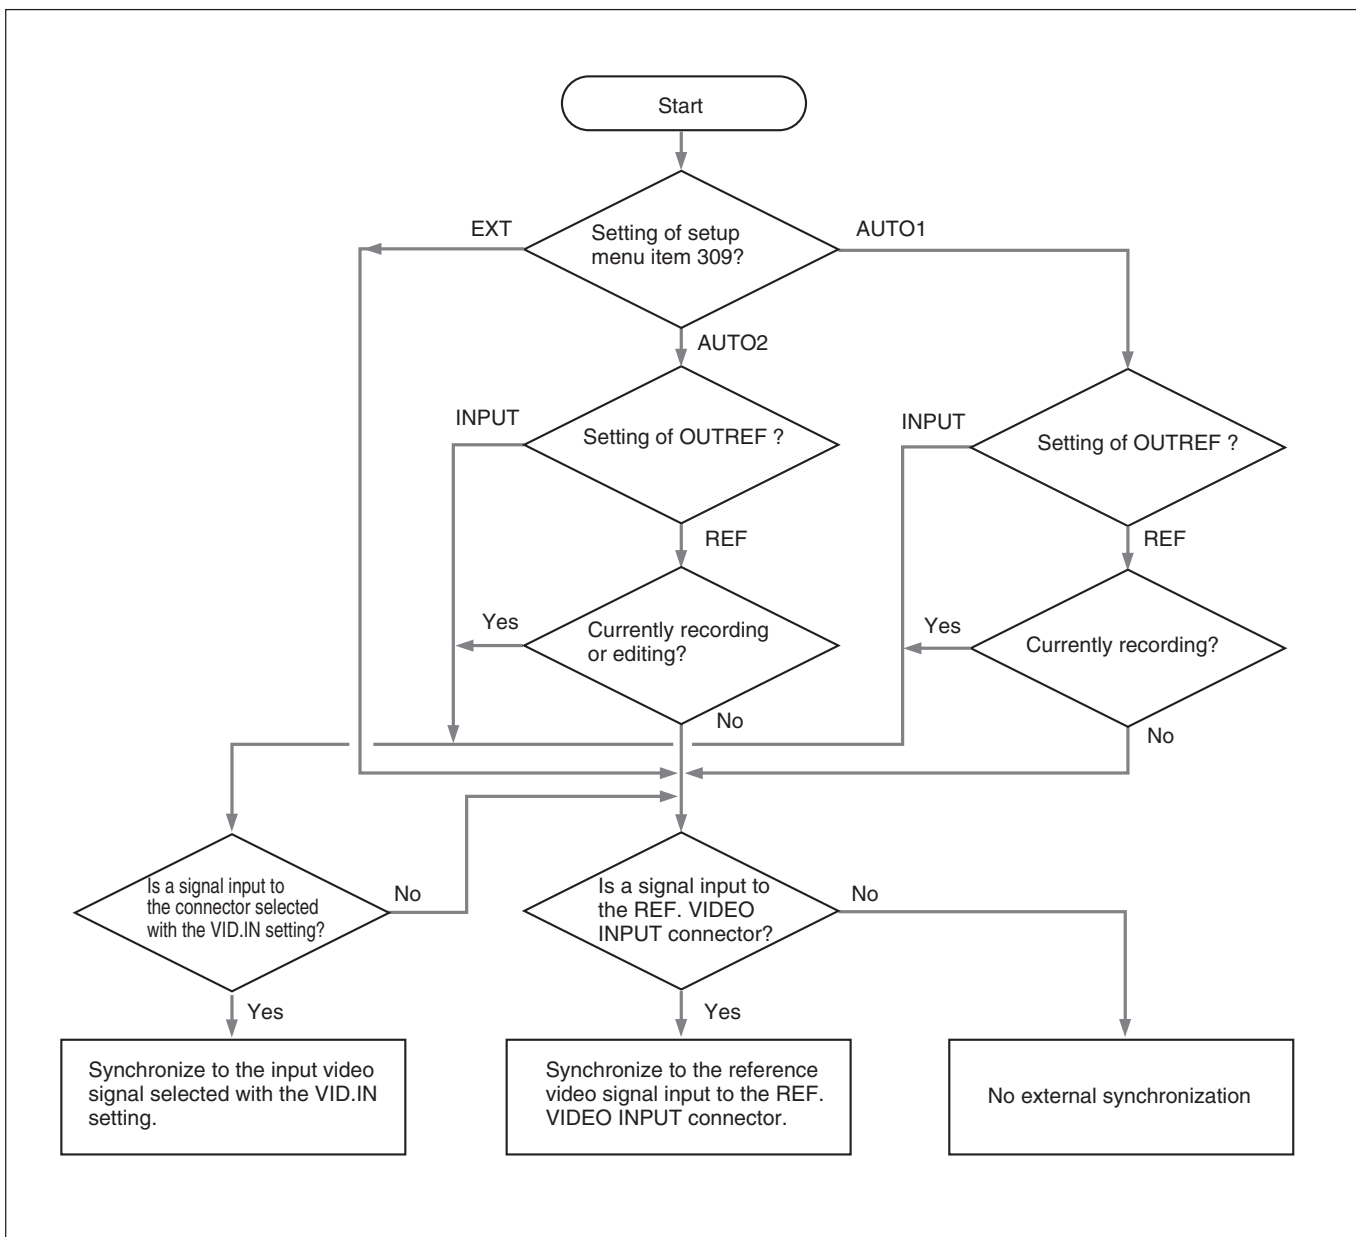 Start
EXT
Setting of setup
menu item 309?
AUTO1
AUTO2
INPUT
Setting of OUTREF ?
INPUT
Setting of OUTREF ?
REF
REF
Yes
Currently recording
or editing?
Yes
Currently recording?
No
No
Is a signal input to
the connector selected
with the VID.IN setting?
No
Is a signal input to
the REF. VIDEO
INPUT connector?
No
Yes
Yes
Synchronize to the input video
signal selected with the VID.IN
setting.
Synchronize to the reference
video signal input to the REF.
VIDEO INPUT connector.
No external synchronization